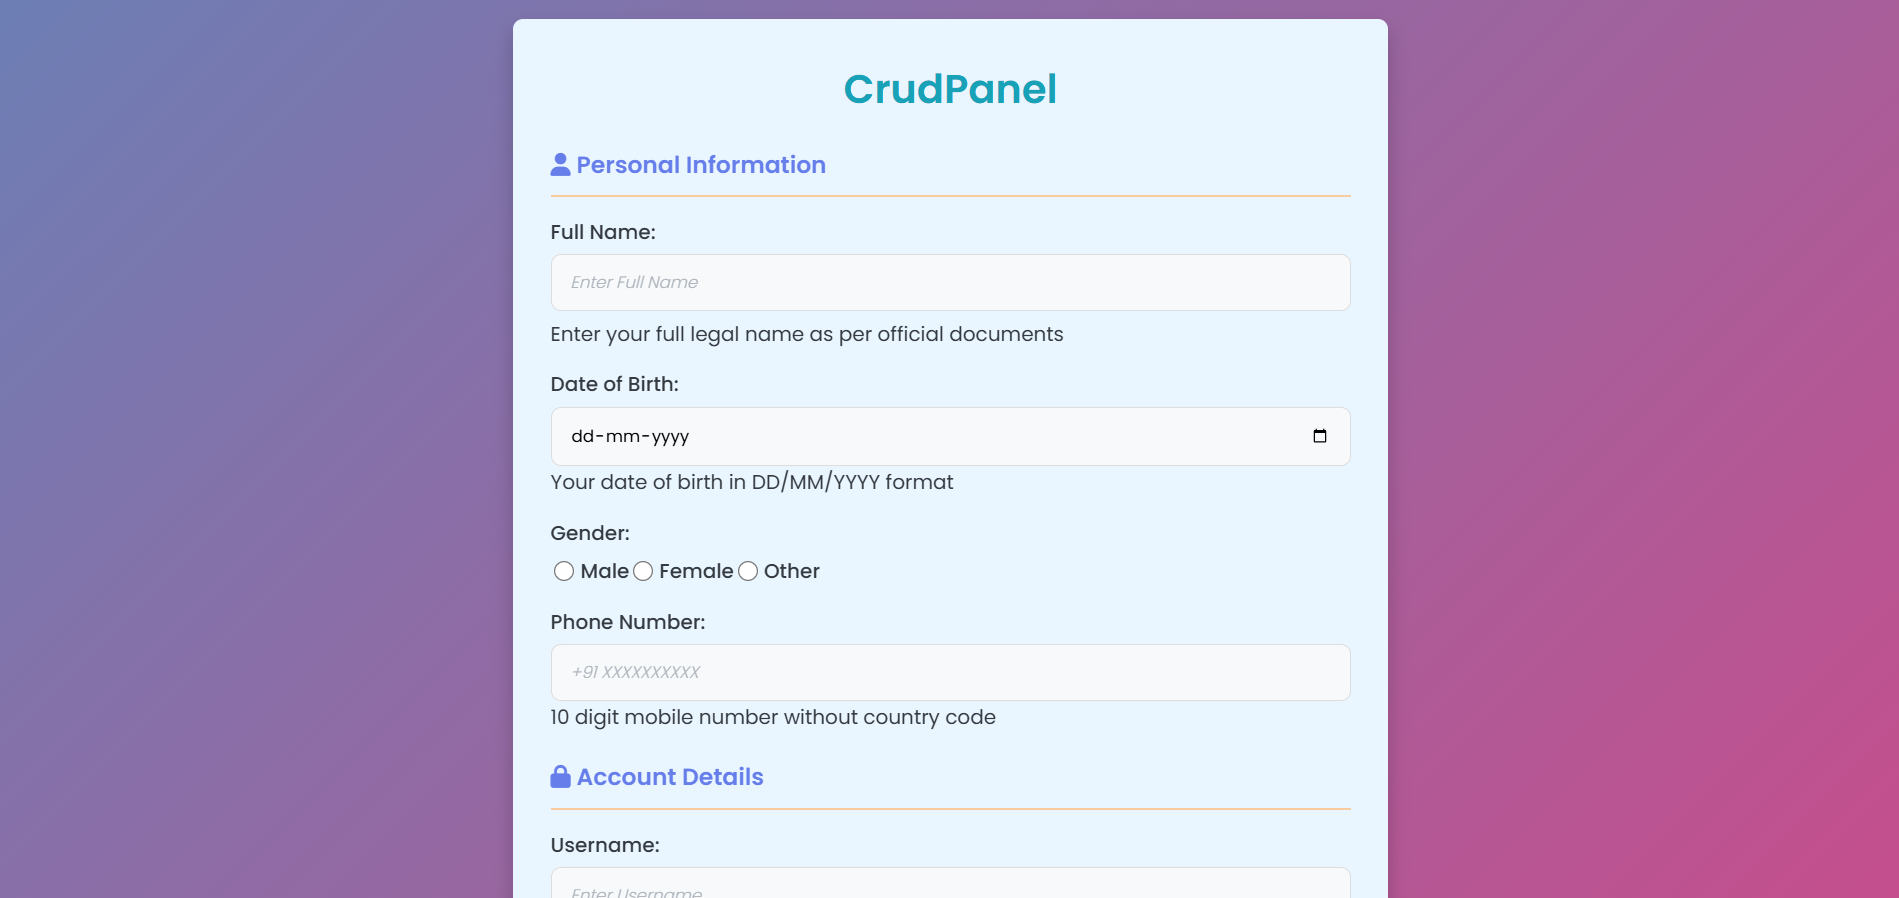 CrudPanel
Personal Information
Full Name:
Enter Full Name
Enter your full legal name as per official documents
Date of Birth:
dd-mm-yyyy
Your date of birth in DD/MM/YYYY format
Gender:
Male Female Other
Phone Number:
+91 XXXXXXXXXX
10 digit mobile number without country code
Account Details
Username:
Enter Username